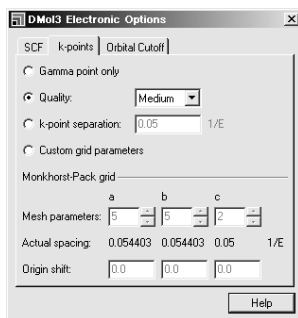 DMol3 Electronic Options
SCF k-points Orbital Cutoff
Gamma point only
Quality: Medium
k-point separation: 0.05 1/E
Custom grid parameters
Monkhorst-Pack grid
a b c
Mesh parameters: 5 5 2
Actual spacing: 0.054403 0.054403 0.05 1/E
Origin shift: 0.0 0.0 0.0
Help